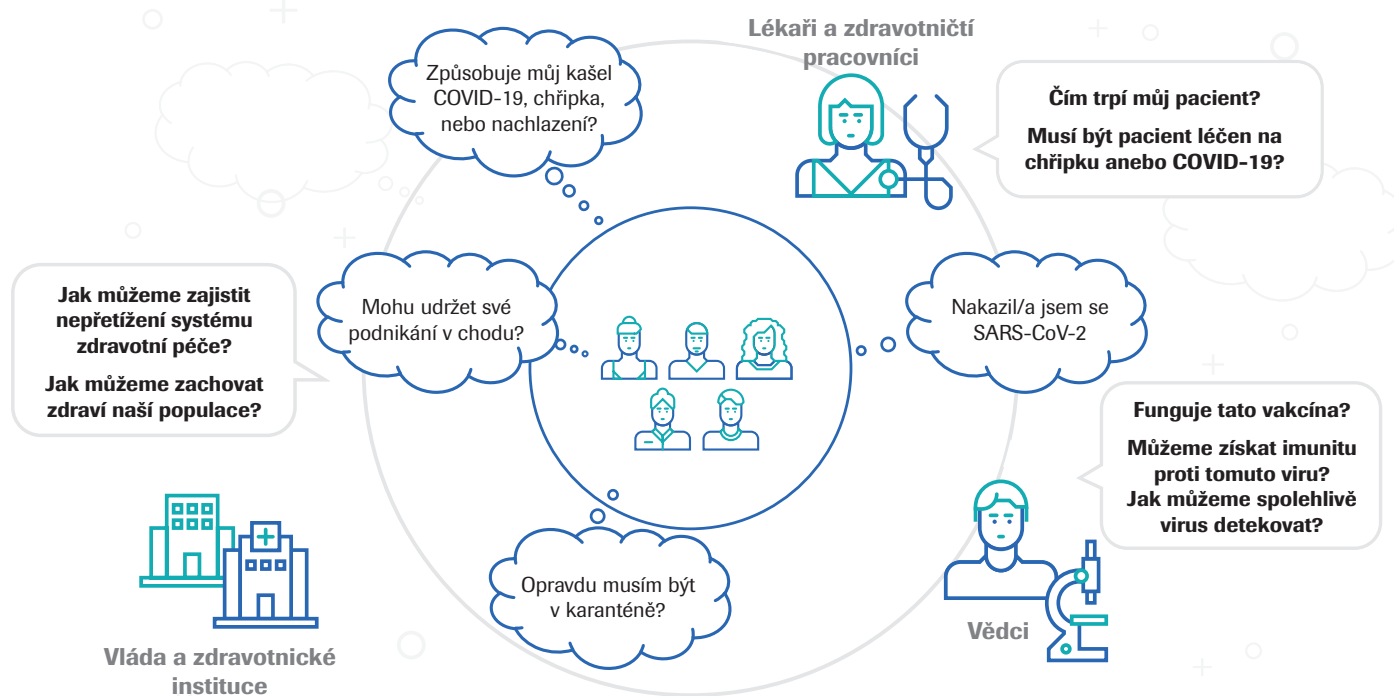 Lékaři a zdravotničtí
pracovníci
Způsobuje můj kašel
COVID-19, chřipka,
nebo nachlazení?
Čím trpí můj pacient?
Musí být pacient léčen na
chřipku anebo COVID-19?
Jak můžeme zajistit
nepřetížení systému
zdravotní péče?
Jak můžeme zachovat
zdraví naší populace?
Mohu udržet své
podnikání v chodu?
Nakazil/a jsem se
SARS-CoV-2
Funguje tato vakcína?
Můžeme získat imunitu
proti tomuto viru?
Jak můžeme spolehlivě
virus detekovat?
Opravdu musím být
v karanténě?
Vědci
Vláda a zdravotnické
instituce